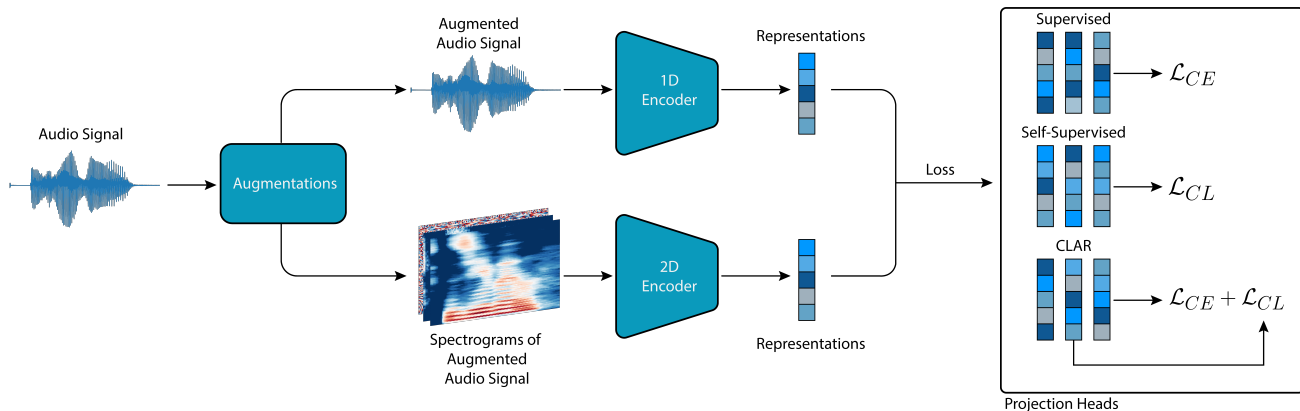 Audio Signal
Augmentations
Augmented
Audio Signal
1D
Encoder
Representations
Spectrograms of
Augmented
Audio Signal
2D
Encoder
Representations
Loss
Supervised
ℒ_CE
Self-Supervised
ℒ_CL
CLAR
ℒ_CE + ℒ_CL
Projection Heads